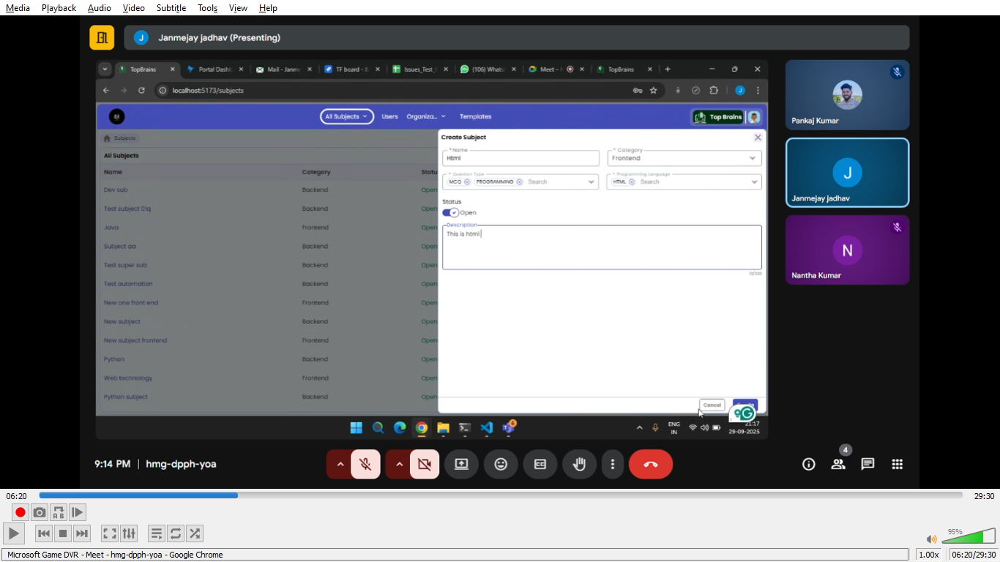 Media Playback Audio Video Subtitle Tools View Help
J Janmejay jadhav (Presenting)
TopBrains Portal Dashb Mail - Janme TF board - B Issues_Test_ (106) Whats Meet – TopBrains
localhost:5173/subjects
All Subjects Users Organiza... Templates Top Brains
Subjects
All Subjects
Name Category Statu
Dev sub Backend Open
Test subject 01q Backend Open
Java Frontend Open
Subject aa Backend Open
Test super sub Backend Open
Test automation Backend Open
New one front end Frontend Open
New subject Backend Open
New subject frontend Frontend Open
Python Backend Open
Web technology Frontend Open
Python subject Backend Open
Create Subject
* Name
Html
* Category
Frontend
* Question Type
MCQ PROGRAMMING Search
* Programming Language
HTML Search
Status
Open
Description
This is html
13/200
Cancel
ENG
IN
21:17
29-09-2025
6
Pankaj Kumar
J
Janmejay jadhav
N
Nantha Kumar
9:14 PM | hmg-dpph-yoa
4
06:20 29:30
95%
Microsoft Game DVR - Meet - hmg-dpph-yoa - Google Chrome 1.00x 06:20/29:30